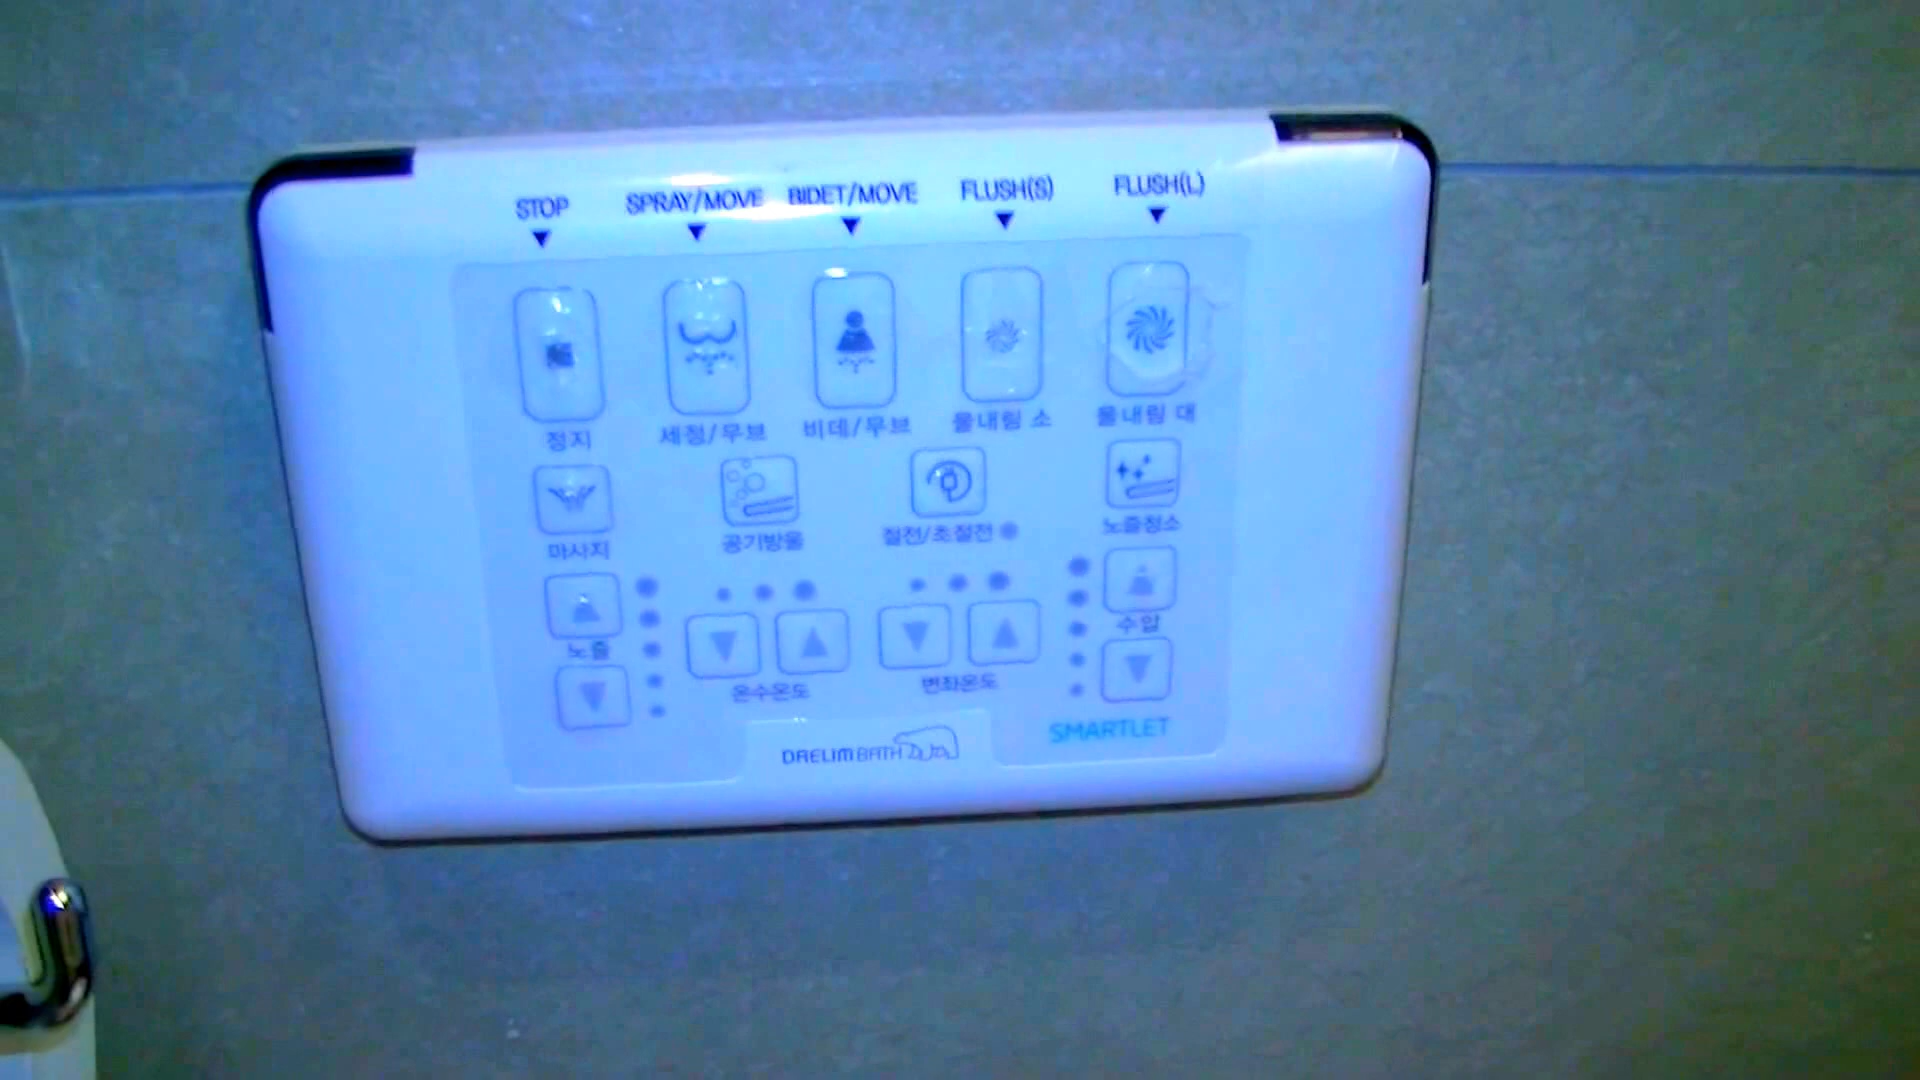 STOP SPRAY/MOVE BIDET/MOVE FLUSH(S) FLUSH(L)
정지 세정/무브 비데/무브 물내림 소 물내림 대
마사지 공기방울 절전/초절전 노즐청소
노즐 온수온도 변좌온도 수압
DAELIM BATH SMARTLET